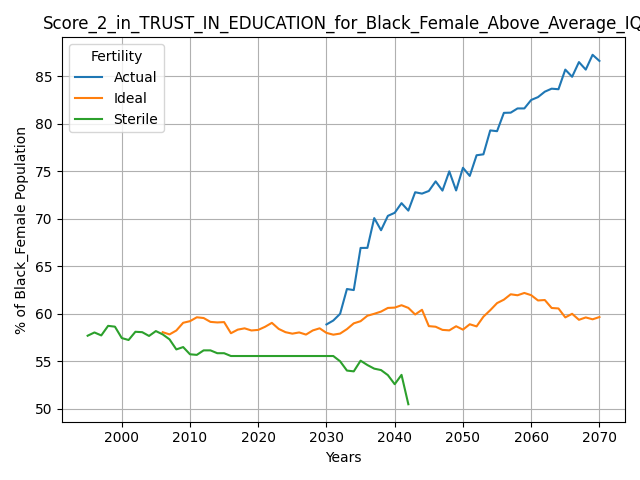 Score_2_in_TRUST_IN_EDUCATION_for_Black_Female_Above_Average_IQ
Fertility
Actual
Ideal
Sterile
% of Black_Female Population
85
80
75
70
65
60
55
50
2000
2010
2020
2030
2040
2050
2060
2070
Years